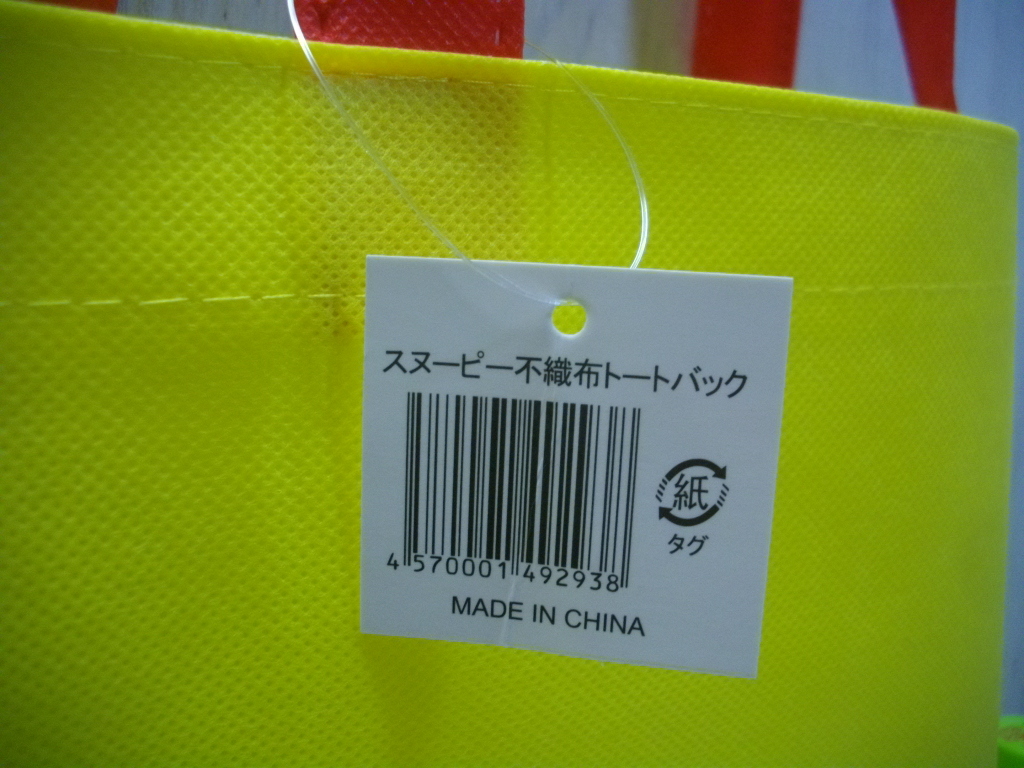 スヌーピー不織布トートバック
紙
タグ
4 570001 492938
MADE IN CHINA